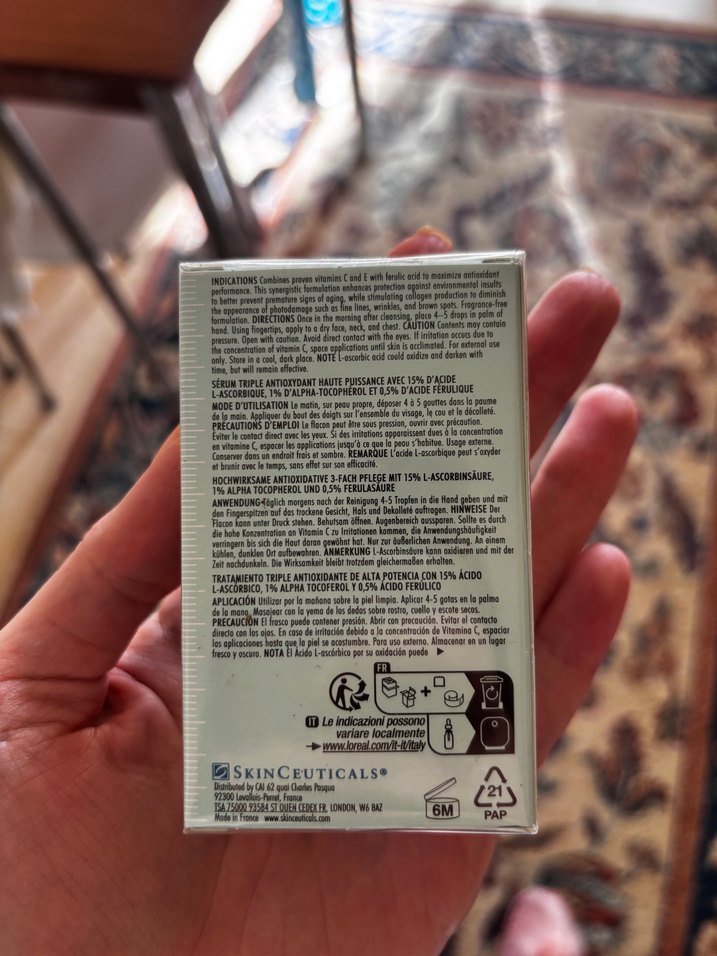 INDICATIONS Combines proven vitamins C and E with ferulic acid to maximize antioxidant
performance. This synergistic formulation enhances protection against environmental insults
to better prevent premature signs of aging, while stimulating collagen production to diminish
the appearance of photodamage such as fine lines, wrinkles, and brown spots. Fragrance-free
formulation. DIRECTIONS Once in the morning after cleansing, place 4–5 drops in palm of
hand. Using fingertips, apply to a dry face, neck, and chest. CAUTION Contents may contain
pressure. Open with caution. Avoid direct contact with the eyes. If irritation occurs due to
the concentration of vitamin C, space applications until skin is acclimated. For external use
only. Store in a cool, dark place. NOTE L-ascorbic acid could oxidize and darken with
time, but will remain effective.
SÉRUM TRIPLE ANTIOXYDANT HAUTE PUISSANCE AVEC 15% D'ACIDE
L-ASCORBIQUE, 1% D'ALPHA-TOCOPHÉROL ET 0,5% D'ACIDE FÉRULIQUE
MODE D'UTILISATION Le matin, sur peau propre, déposer 4 à 5 gouttes dans la paume
de la main. Appliquer du bout des doigts sur l'ensemble du visage, le cou et le décolleté.
PRÉCAUTIONS D'EMPLOI Le flacon peut être sous pression, ouvrir avec précaution.
Éviter le contact direct avec les yeux. Si des irritations apparaissent dues à la concentration
en vitamine C, espacer les applications jusqu'à ce que la peau s'habitue. Usage externe.
Conserver dans un endroit frais et sombre. REMARQUE L'acide L-ascorbique peut s'oxyder
et brunir avec le temps, sans effet sur son efficacité.
HOCHWIRKSAME ANTIOXIDATIVE 3-FACH PFLEGE MIT 15% L-ASCORBINSÄURE,
1% ALPHA TOCOPHEROL UND 0,5% FERULASÄURE
ANWENDUNG Täglich morgens nach der Reinigung 4-5 Tropfen in die Hand geben und mit
den Fingerspitzen auf das trockene Gesicht, Hals und Dekolleté auftragen. HINWEISE Der
Flacon kann unter Druck stehen. Behutsam öffnen. Augenbereich aussparen. Sollte es durch
die hohe Konzentration an Vitamin C zu Irritationen kommen, die Anwendungshäufigkeit
verringern bis sich die Haut daran gewöhnt hat. Nur zur äußerlichen Anwendung. An einem
kühlen, dunklen Ort aufbewahren. ANMERKUNG L-Ascorbinsäure kann oxidieren und mit der
Zeit nachdunkeln. Die Wirksamkeit bleibt trotzdem gleichermaßen erhalten.
TRATAMIENTO TRIPLE ANTIOXIDANTE DE ALTA POTENCIA CON 15% ÁCIDO
L-ASCÓRBICO, 1% ALPHA TOCOFEROL Y 0,5% ÁCIDO FERÚLICO
APLICACIÓN Utilizar por la mañana sobre la piel limpia. Aplicar 4-5 gotas en la palma
de la mano. Masajear con la yema de los dedos sobre rostro, cuello y escote secos.
PRECAUCIÓN El frasco puede contener presión. Abrir con precaución. Evitar el contacto
directo con los ojos. En caso de irritación debido a la concentración de Vitamina C, espaciar
las aplicaciones hasta que la piel se acostumbre. Para uso externo. Almacenar en un lugar
fresco y oscuro. NOTA El Ácido L-ascórbico por su oxidación puede ►
FR
IT Le indicazioni possono
variare localmente
www.loreal.com/it-it/italy
SKINCEUTICALS®
Distributed by CAI 62 quai Charles Pasqua
92300 Levallois-Perret, France
TSA 75000 93584 ST OUEN CEDEX FR, LONDON, W6 8AZ
Made in France www.skinceuticals.com
6M
21
PAP